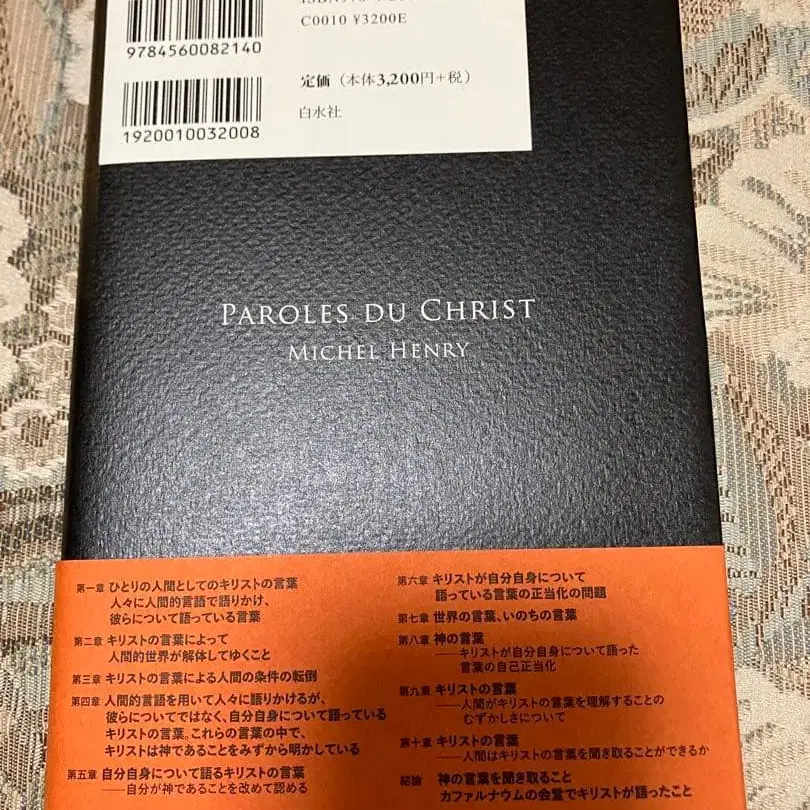 9784560082140
C0010 ¥3200E
1920010032008
定価（本体3,200円+税）
白水社
PAROLES DU CHRIST
MICHEL HENRY
第一章 ひとりの人間としてのキリストの言葉
人々に人間的言語で語りかけ、
彼らについて語っている言葉
第二章 キリストの言葉によって
人間的世界が解体してゆくこと
第三章 キリストの言葉による人間の条件の転倒
第四章 人間的言語を用いて人々に語りかけるが、
彼らについてではなく、自分自身について語っている
キリストの言葉。これらの言葉の中で、
キリストは神であることをみずから明かしている
第五章 自分自身について語るキリストの言葉
――自分が神であることを改めて認める
第六章 キリストが自分自身について
語っている言葉の正当化の問題
第七章 世界の言葉、いのちの言葉
第八章 神の言葉
――キリストが自分自身について語った
言葉の自己正当化
第九章 キリストの言葉
――人間がキリストの言葉を理解することの
むずかしさについて
第十章 キリストの言葉
――人間はキリストの言葉を聞き取ることができるか
結論 神の言葉を聞き取ること
カファルナウムの会堂でキリストが語ったこと